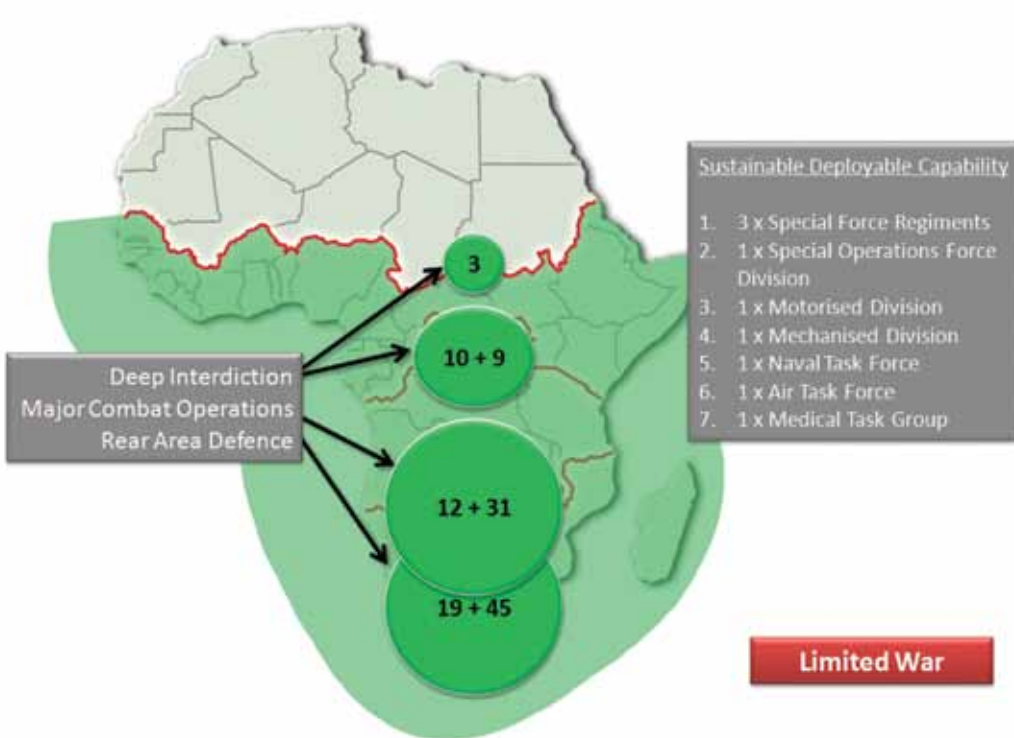 Sustainable Deployable Capability
1. 3 x Special Force Regiments
2. 1 x Special Operations Force
Division
3. 1 x Motorised Division
4. 1 x Mechanised Division
5. 1 x Naval Task Force
6. 1 x Air Task Force
7. 1 x Medical Task Group
3
10 + 9
Deep Interdiction
Major Combat Operations
Rear Area Defence
12 + 31
19 + 45
Limited War